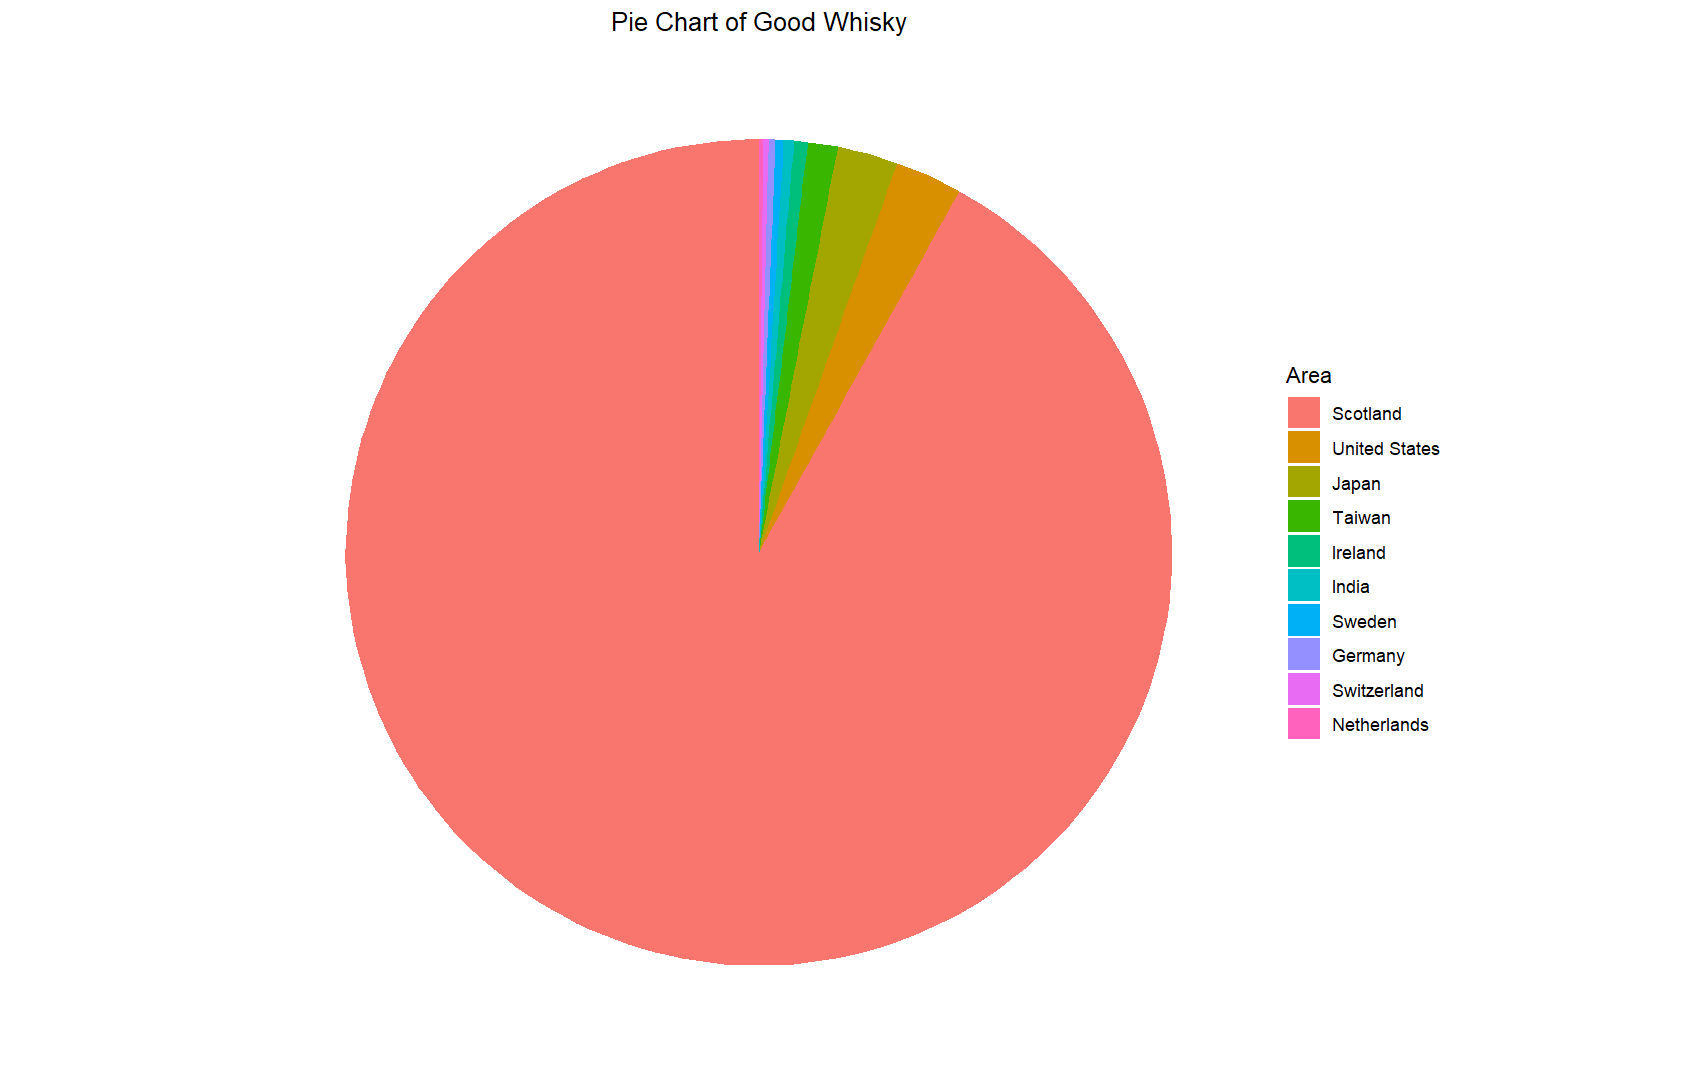 Pie Chart of Good Whisky
Area
Scotland
United States
Japan
Taiwan
Ireland
India
Sweden
Germany
Switzerland
Netherlands